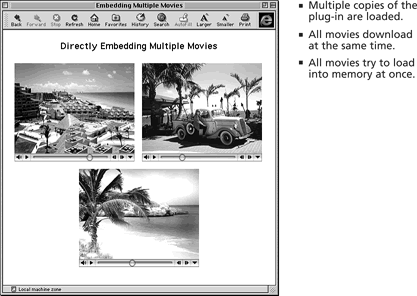 Embedding Multiple Movies
Back Forward Stop Refresh Home Favorites History Search AutoFill Larger Smaller Print
Directly Embedding Multiple Movies
Local machine zone
▪ Multiple copies of the
plug-in are loaded.
▪ All movies download
at the same time.
▪ All movies try to load
into memory at once.